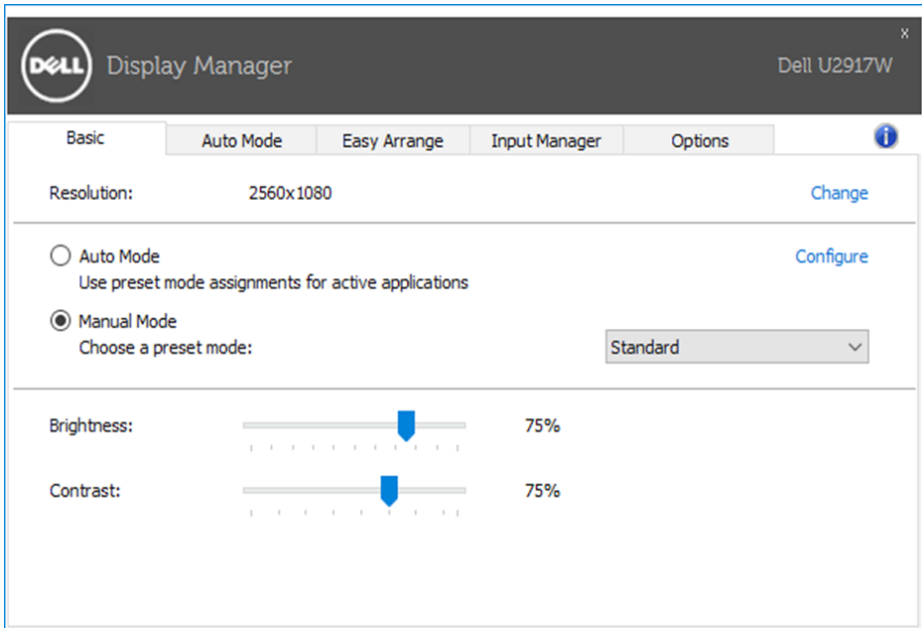 X
DELL Display Manager Dell U2917W
Basic Auto Mode Easy Arrange Input Manager Options i
Resolution: 2560x1080 Change
Auto Mode Configure
Use preset mode assignments for active applications
Manual Mode
Choose a preset mode: Standard
Brightness: 75%
Contrast: 75%